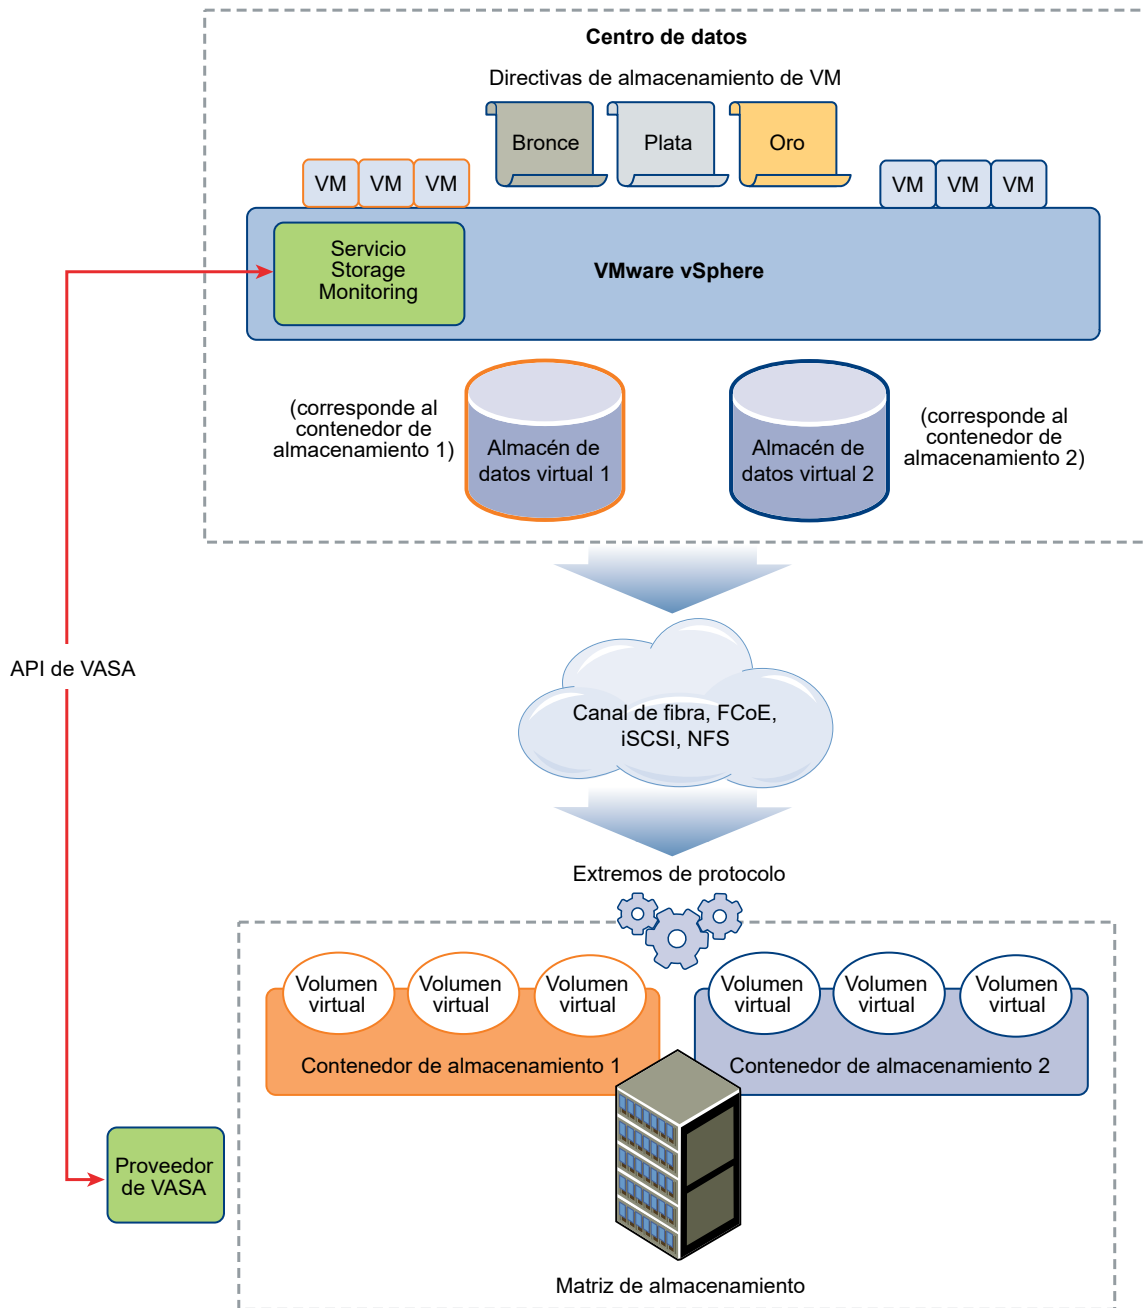 Centro de datos
Directivas de almacenamiento de VM
Bronce
Plata
Oro
VM
VM
VM
VM
VM
VM
Servicio
Storage
Monitoring
VMware vSphere
(corresponde al
contenedor de
almacenamiento 1)
Almacén de
datos virtual 1
Almacén de
datos virtual 2
(corresponde al
contenedor de
almacenamiento 2)
API de VASA
Canal de fibra, FCoE,
iSCSI, NFS
Extremos de protocolo
Volumen
virtual
Volumen
virtual
Volumen
virtual
Volumen
virtual
Volumen
virtual
Volumen
virtual
Contenedor de almacenamiento 1
Contenedor de almacenamiento 2
Proveedor
de VASA
Matriz de almacenamiento